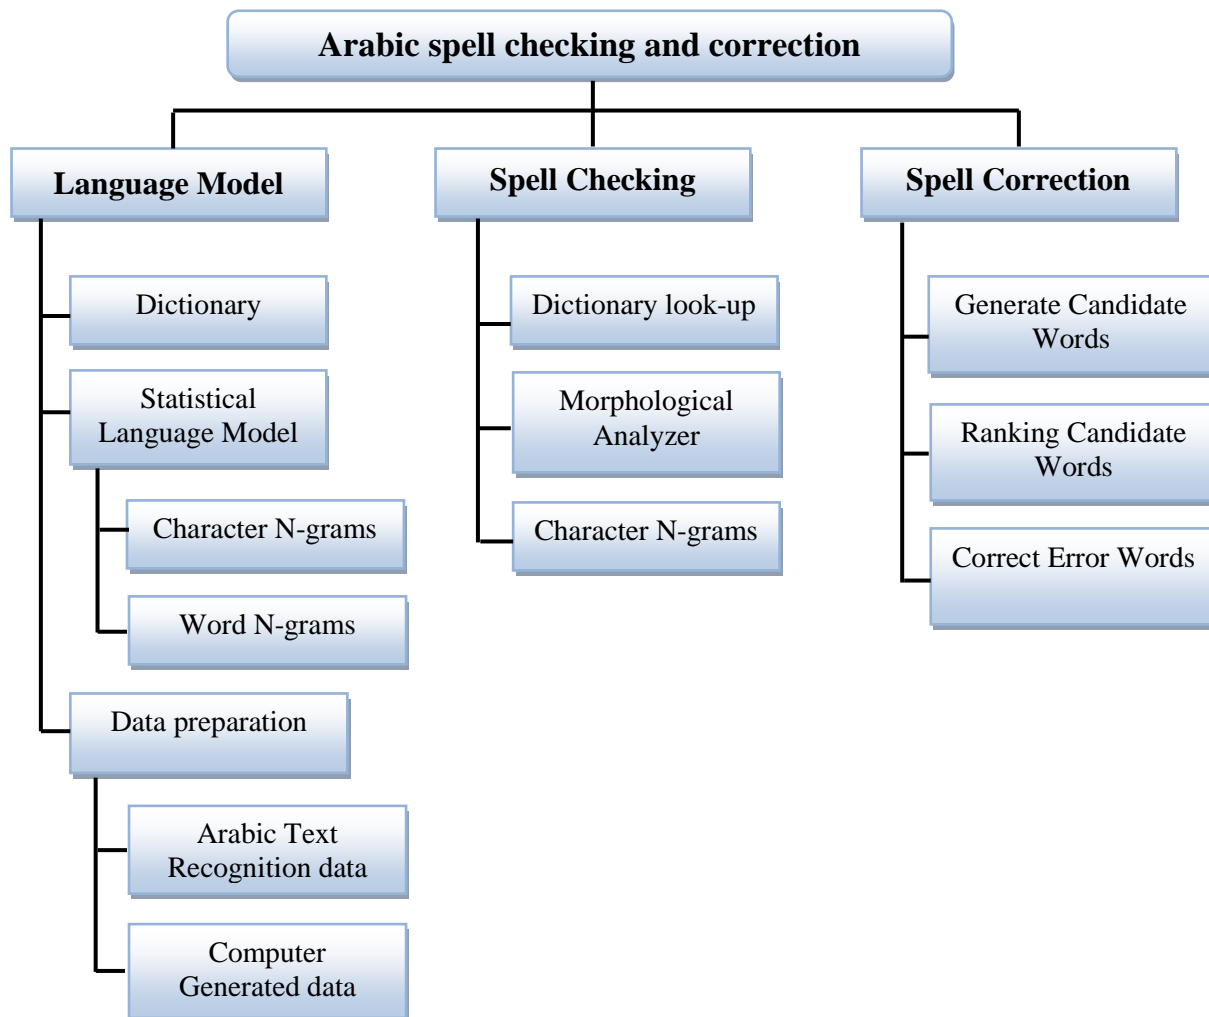 Arabic spell checking and correction
Language Model
Dictionary
Statistical
Language Model
Character N-grams
Word N-grams
Data preparation
Arabic Text
Recognition data
Computer
Generated data
Spell Checking
Dictionary look-up
Morphological
Analyzer
Character N-grams
Spell Correction
Generate Candidate
Words
Ranking Candidate
Words
Correct Error Words